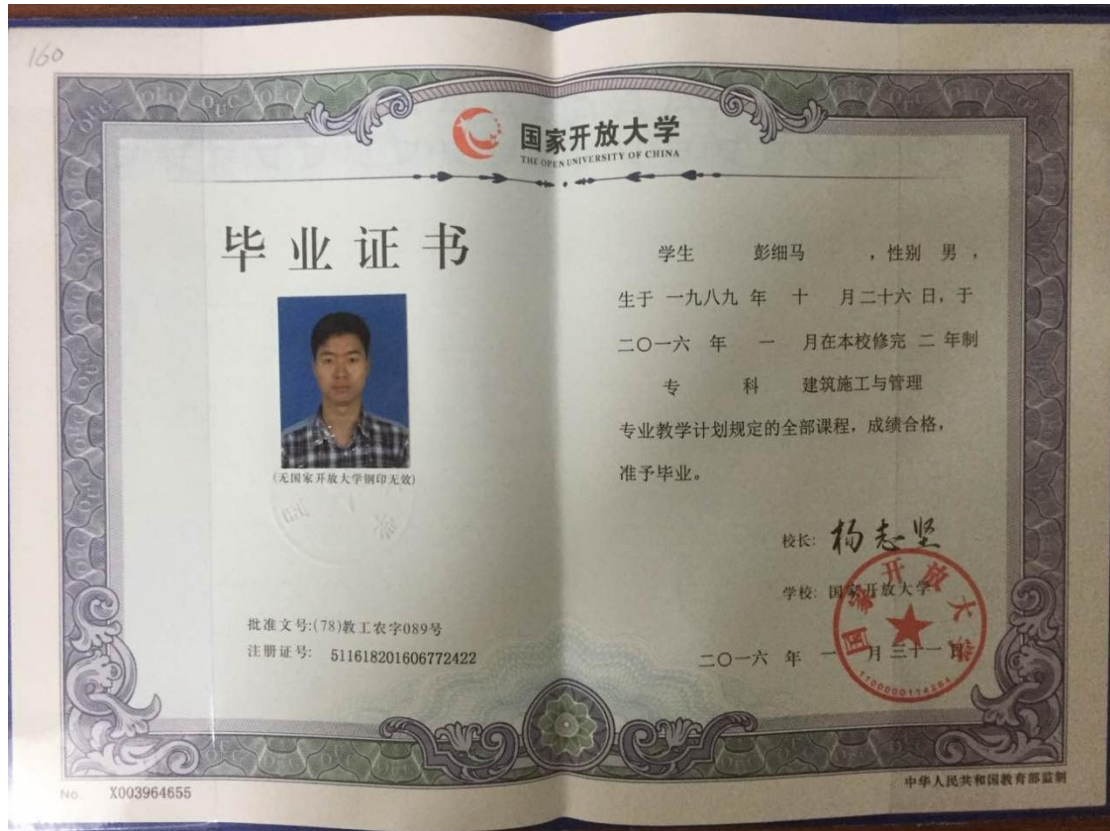 160
国家开放大学
THE OPEN UNIVERSITY OF CHINA
毕业证书
(无国家开放大学钢印无效)
批准文号:(78)教工农字089号
注册证号: 511618201606772422
学生 彭细马 ,性别 男 ,
生于 一九八九 年 十 月二十六 日,于
二〇一六 年 一 月在本校修完 二 年制
专 科 建筑施工与管理
专业教学计划规定的全部课程,成绩合格,
准予毕业。
校长: 杨志坚
学校: 国家开放大学
二〇一六 年 一 月三十一日
国家开放大学
1100000114284
No. X003964655
中华人民共和国教育部监制